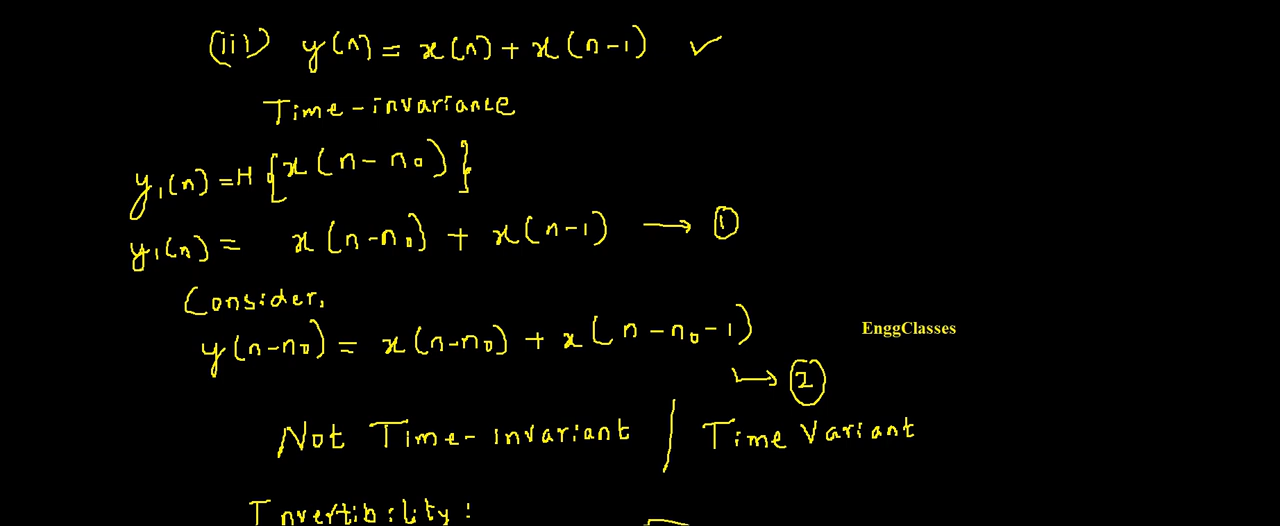 (ii) y(n) = x(n) + x(n-1) ✓
Time-invariance
y₁(n) = H {x(n-n₀)}
y₁(n) = x(n-n₀) + x(n-1) → ①
Consider,
y(n-n₀) = x(n-n₀) + x(n-n₀-1)
EnggClasses
↳ ②
Not Time-invariant / Time Variant
Invertibility: